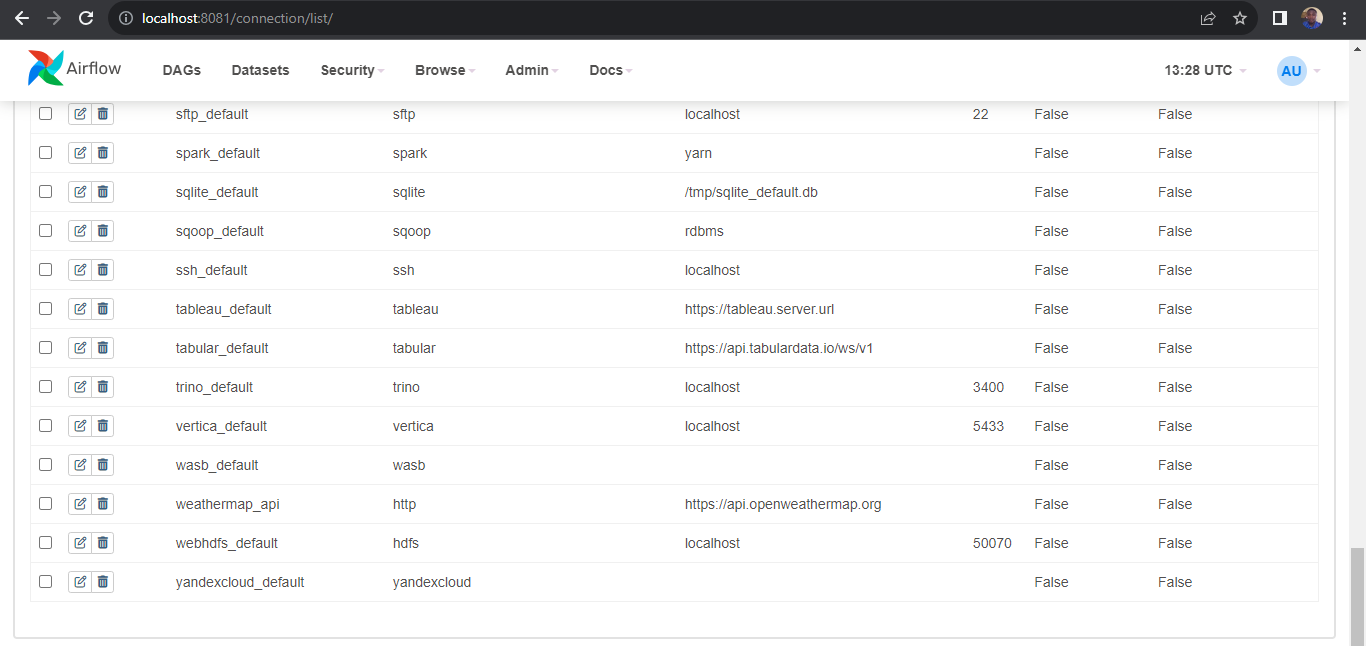 localhost:8081/connection/list/
Airflow DAGs Datasets Security Browse Admin Docs 13:28 UTC AU
sftp_default sftp localhost 22 False False
spark_default spark yarn False False
sqlite_default sqlite /tmp/sqlite_default.db False False
sqoop_default sqoop rdbms False False
ssh_default ssh localhost False False
tableau_default tableau https://tableau.server.url False False
tabular_default tabular https://api.tabulardata.io/ws/v1 False False
trino_default trino localhost 3400 False False
vertica_default vertica localhost 5433 False False
wasb_default wasb False False
weathermap_api http https://api.openweathermap.org False False
webhdfs_default hdfs localhost 50070 False False
yandexcloud_default yandexcloud False False